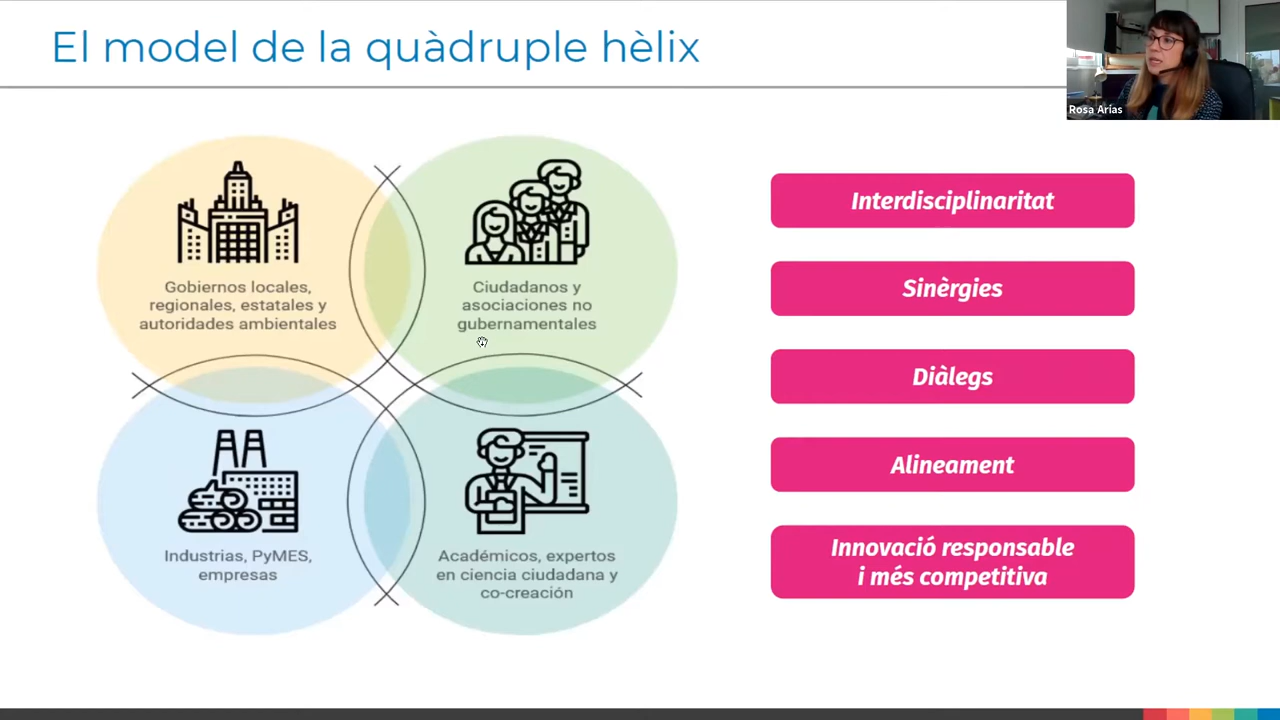 El model de la quàdruple hèlix
Rosa Arias
Gobiernos locales,
regionales, estatales y
autoridades ambientales
Ciudadanos y
asociaciones no
gubernamentales
Industrias, PyMES,
empresas
Académicos, expertos
en ciencia ciudadana y
co-creación
Interdisciplinaritat
Sinèrgies
Diàlegs
Alineament
Innovació responsable
i més competitiva